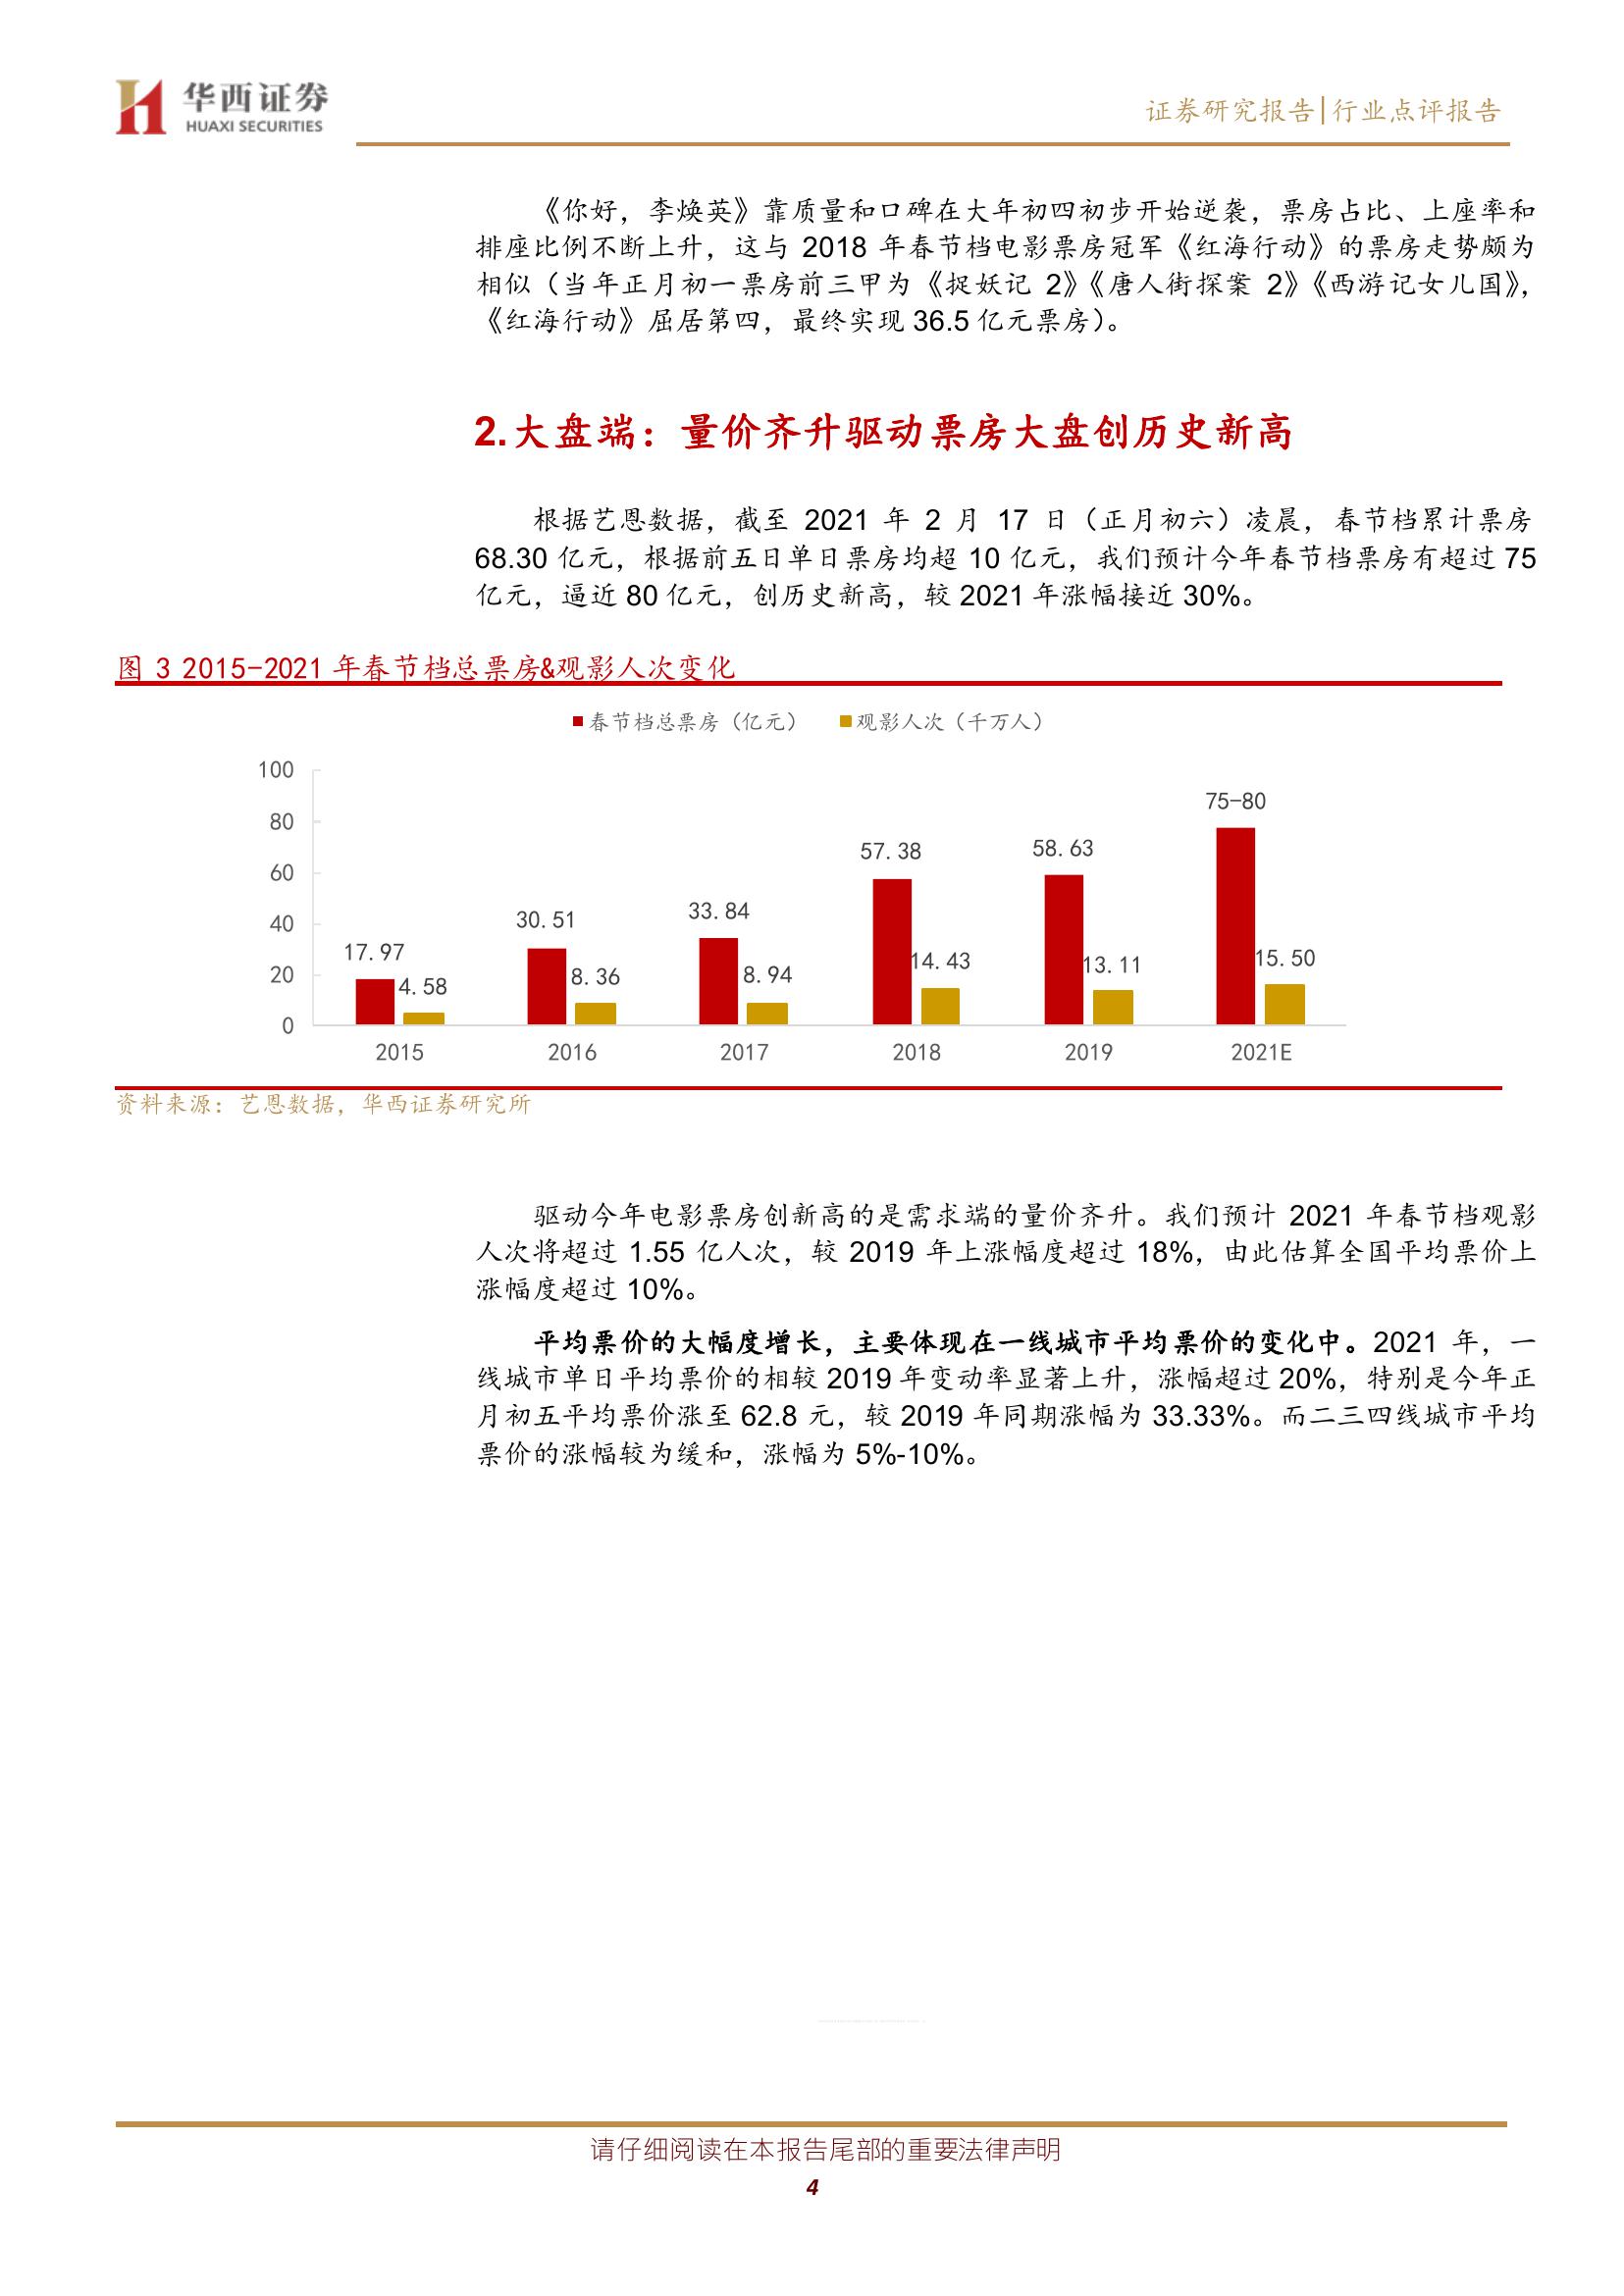 华西证券
HUAXI SECURITIES
证券研究报告|行业点评报告
《你好，李焕英》靠质量和口碑在大年初四初步开始逆袭，票房占比、上座率和
排座比例不断上升，这与 2018 年春节档电影票房冠军《红海行动》的票房走势颇为
相似（当年正月初一票房前三甲为《捉妖记 2》《唐人街探案 2》《西游记女儿国》，
《红海行动》屈居第四，最终实现 36.5 亿元票房）。
2.大盘端：量价齐升驱动票房大盘创历史新高
根据艺恩数据，截至 2021 年 2 月 17 日（正月初六）凌晨，春节档累计票房
68.30 亿元，根据前五日单日票房均超 10 亿元，我们预计今年春节档票房有超过 75
亿元，逼近 80 亿元，创历史新高，较 2021 年涨幅接近 30%。
图 3 2015-2021 年春节档总票房&观影人次变化
春节档总票房（亿元） 观影人次（千万人）
100
80
60
40
20
0
17.97
4.58
30.51
8.36
33.84
8.94
57.38
14.43
58.63
13.11
75-80
15.50
2015 2016 2017 2018 2019 2021E
资料来源：艺恩数据，华西证券研究所
驱动今年电影票房创新高的是需求端的量价齐升。我们预计 2021 年春节档观影
人次将超过 1.55 亿人次，较 2019 年上涨幅度超过 18%，由此估算全国平均票价上
涨幅度超过 10%。
平均票价的大幅度增长，主要体现在一线城市平均票价的变化中。2021 年，一
线城市单日平均票价的相较 2019 年变动率显著上升，涨幅超过 20%，特别是今年正
月初五平均票价涨至 62.8 元，较 2019 年同期涨幅为 33.33%。而二三四线城市平均
票价的涨幅较为缓和，涨幅为 5%-10%。
请仔细阅读在本报告尾部的重要法律声明
4